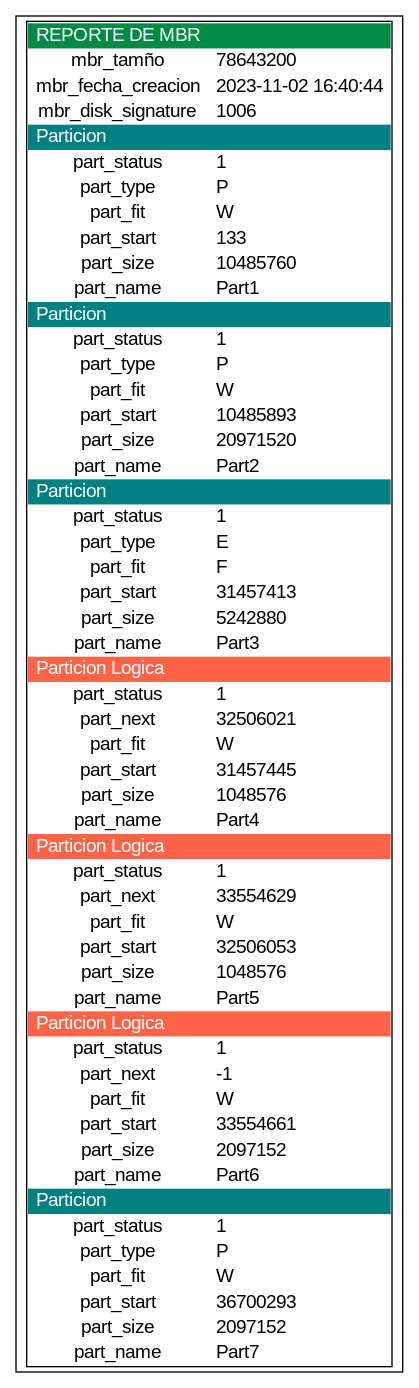 REPORTE DE MBR
mbr_tamño 78643200
mbr_fecha_creacion 2023-11-02 16:40:44
mbr_disk_signature 1006
Particion
part_status 1
part_type P
part_fit W
part_start 133
part_size 10485760
part_name Part1
Particion
part_status 1
part_type P
part_fit W
part_start 10485893
part_size 20971520
part_name Part2
Particion
part_status 1
part_type E
part_fit F
part_start 31457413
part_size 5242880
part_name Part3
Particion Logica
part_status 1
part_next 32506021
part_fit W
part_start 31457445
part_size 1048576
part_name Part4
Particion Logica
part_status 1
part_next 33554629
part_fit W
part_start 32506053
part_size 1048576
part_name Part5
Particion Logica
part_status 1
part_next -1
part_fit W
part_start 33554661
part_size 2097152
part_name Part6
Particion
part_status 1
part_type P
part_fit W
part_start 36700293
part_size 2097152
part_name Part7